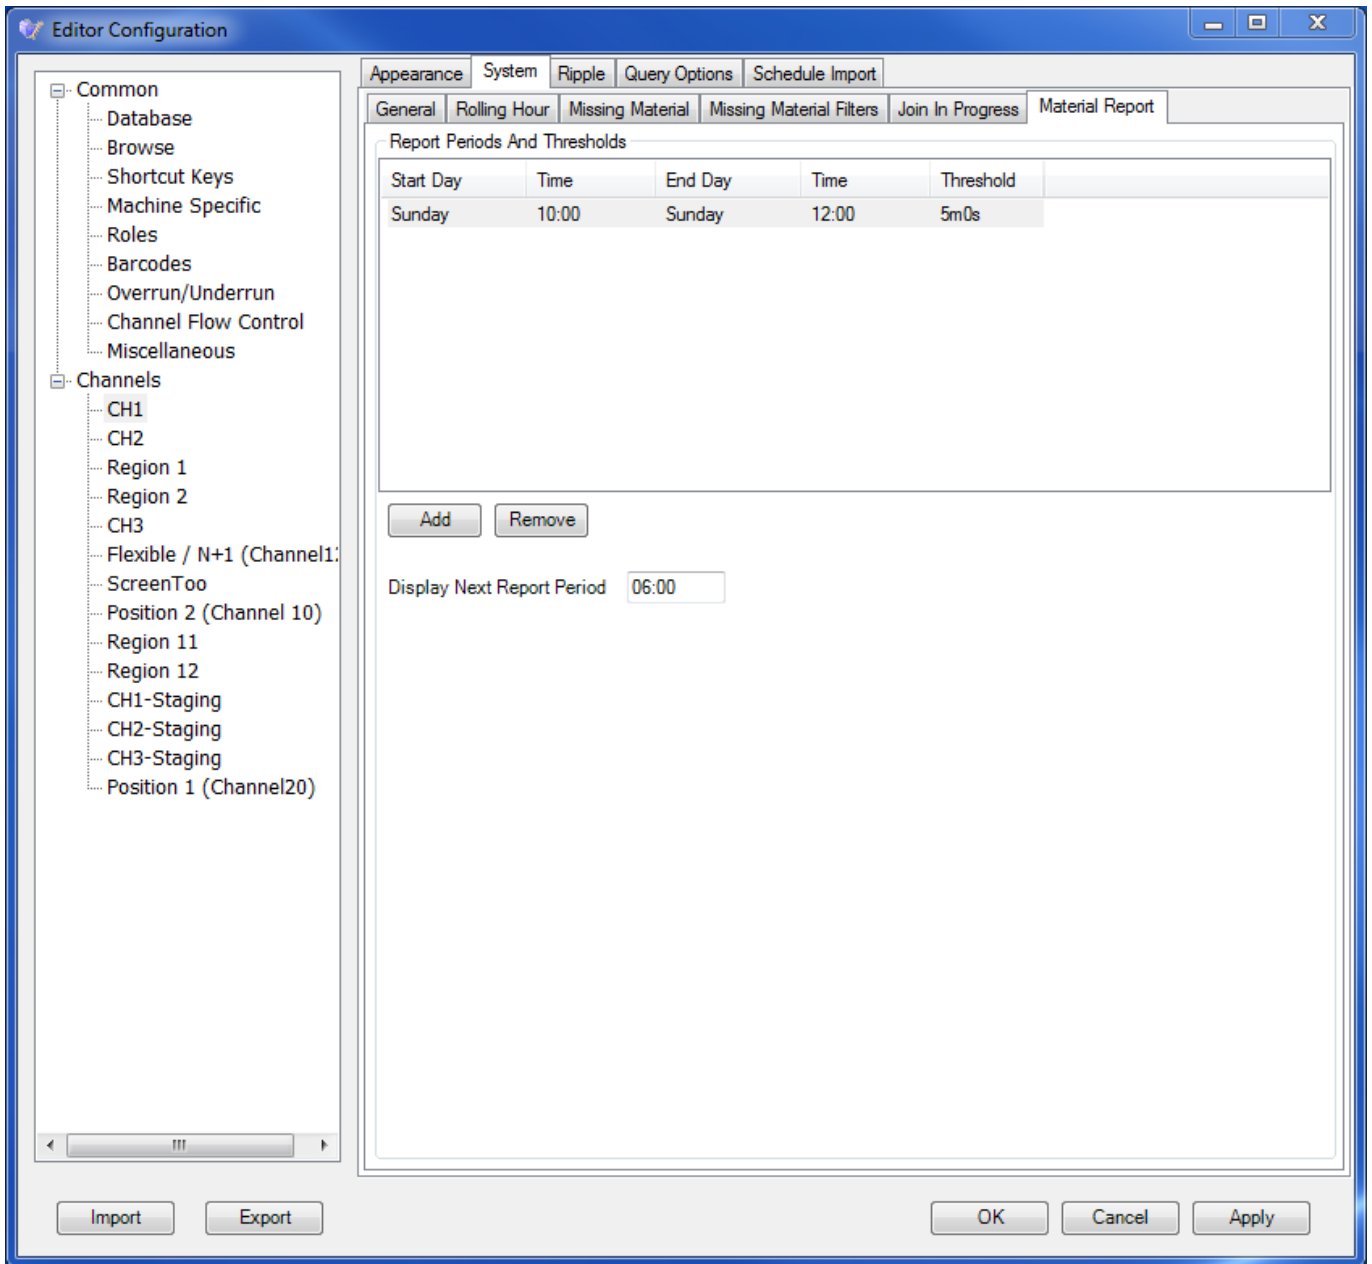 Editor Configuration
Common
Database
Browse
Shortcut Keys
Machine Specific
Roles
Barcodes
Overrun/Underrun
Channel Flow Control
Miscellaneous
Channels
CH1
CH2
Region 1
Region 2
CH3
Flexible / N+1 (Channel1
ScreenToo
Position 2 (Channel 10)
Region 11
Region 12
CH1-Staging
CH2-Staging
CH3-Staging
Position 1 (Channel20)
Appearance System Ripple Query Options Schedule Import
General Rolling Hour Missing Material Missing Material Filters Join In Progress Material Report
Report Periods And Thresholds
Start Day Time End Day Time Threshold
Sunday 10:00 Sunday 12:00 5m0s
Add Remove
Display Next Report Period 06:00
Import Export OK Cancel Apply